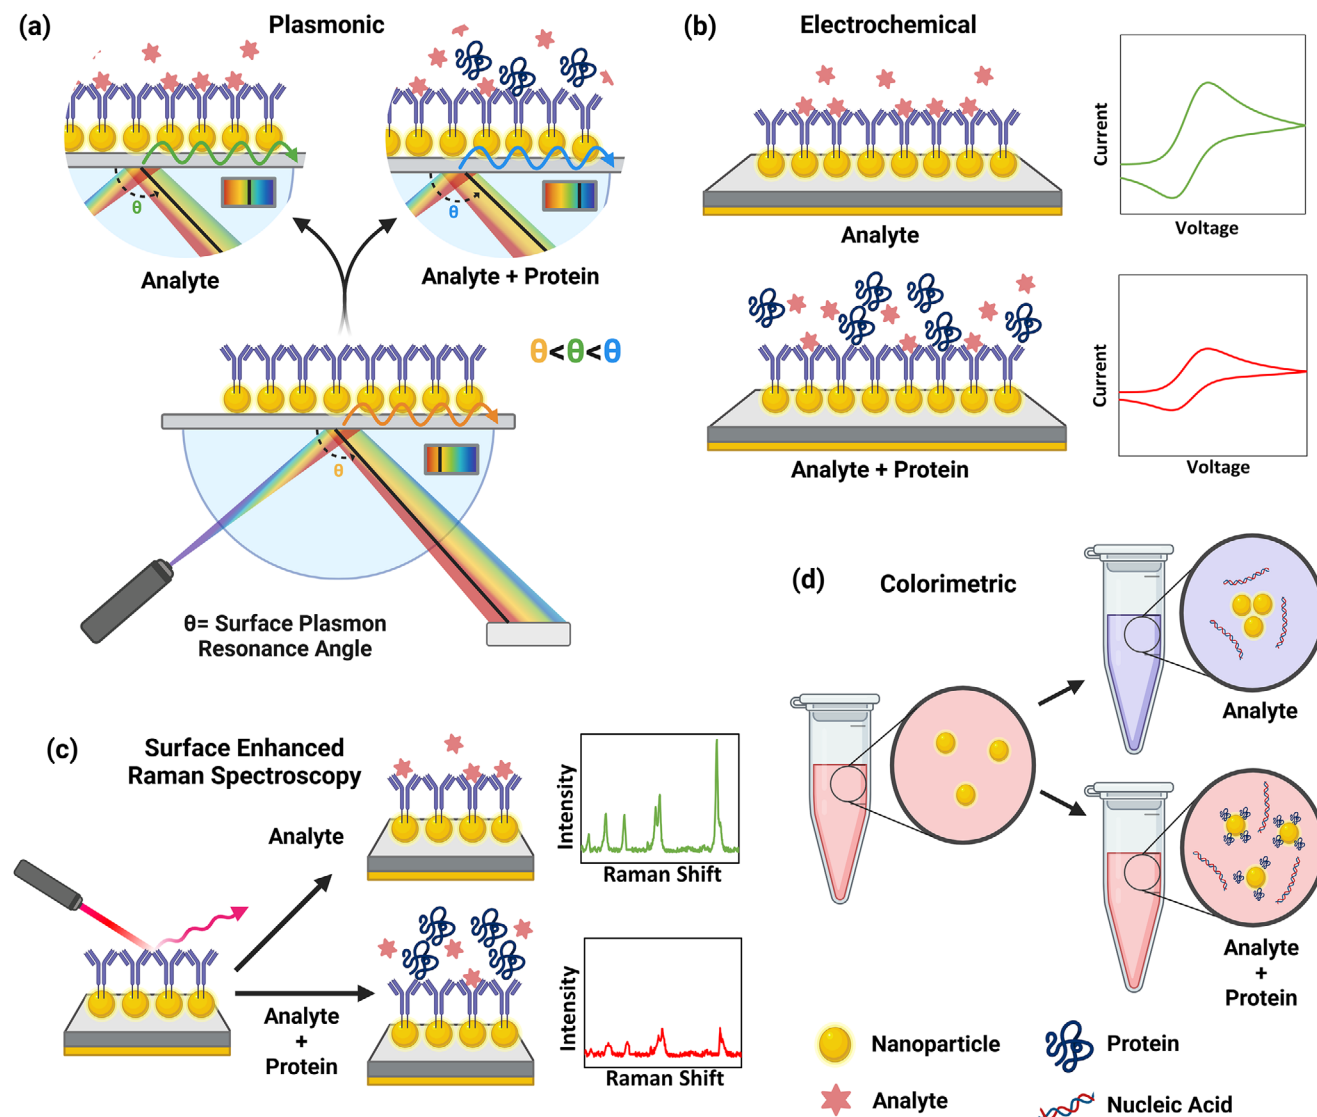 (a)
Plasmonic
θ
θ
Analyte
Analyte + Protein
θ<θ<θ
θ
θ= Surface Plasmon
Resonance Angle
(b)
Electrochemical
Current
Voltage
Analyte
Current
Voltage
Analyte + Protein
(c)
Surface Enhanced
Raman Spectroscopy
Analyte
Intensity
Raman Shift
Analyte
+
Protein
Intensity
Raman Shift
(d)
Colorimetric
Analyte
Analyte
+
Protein
Nanoparticle
Protein
Analyte
Nucleic Acid